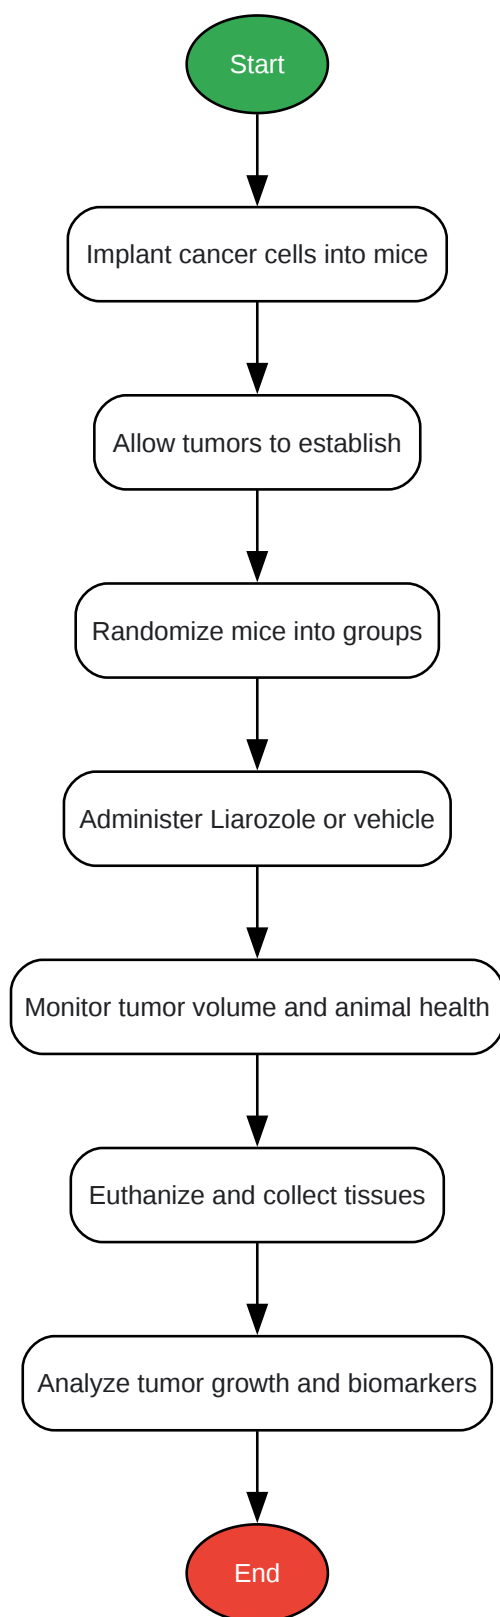 Start
Implant cancer cells into mice
Allow tumors to establish
Randomize mice into groups
Administer Liarozole or vehicle
Monitor tumor volume and animal health
Euthanize and collect tissues
Analyze tumor growth and biomarkers
End